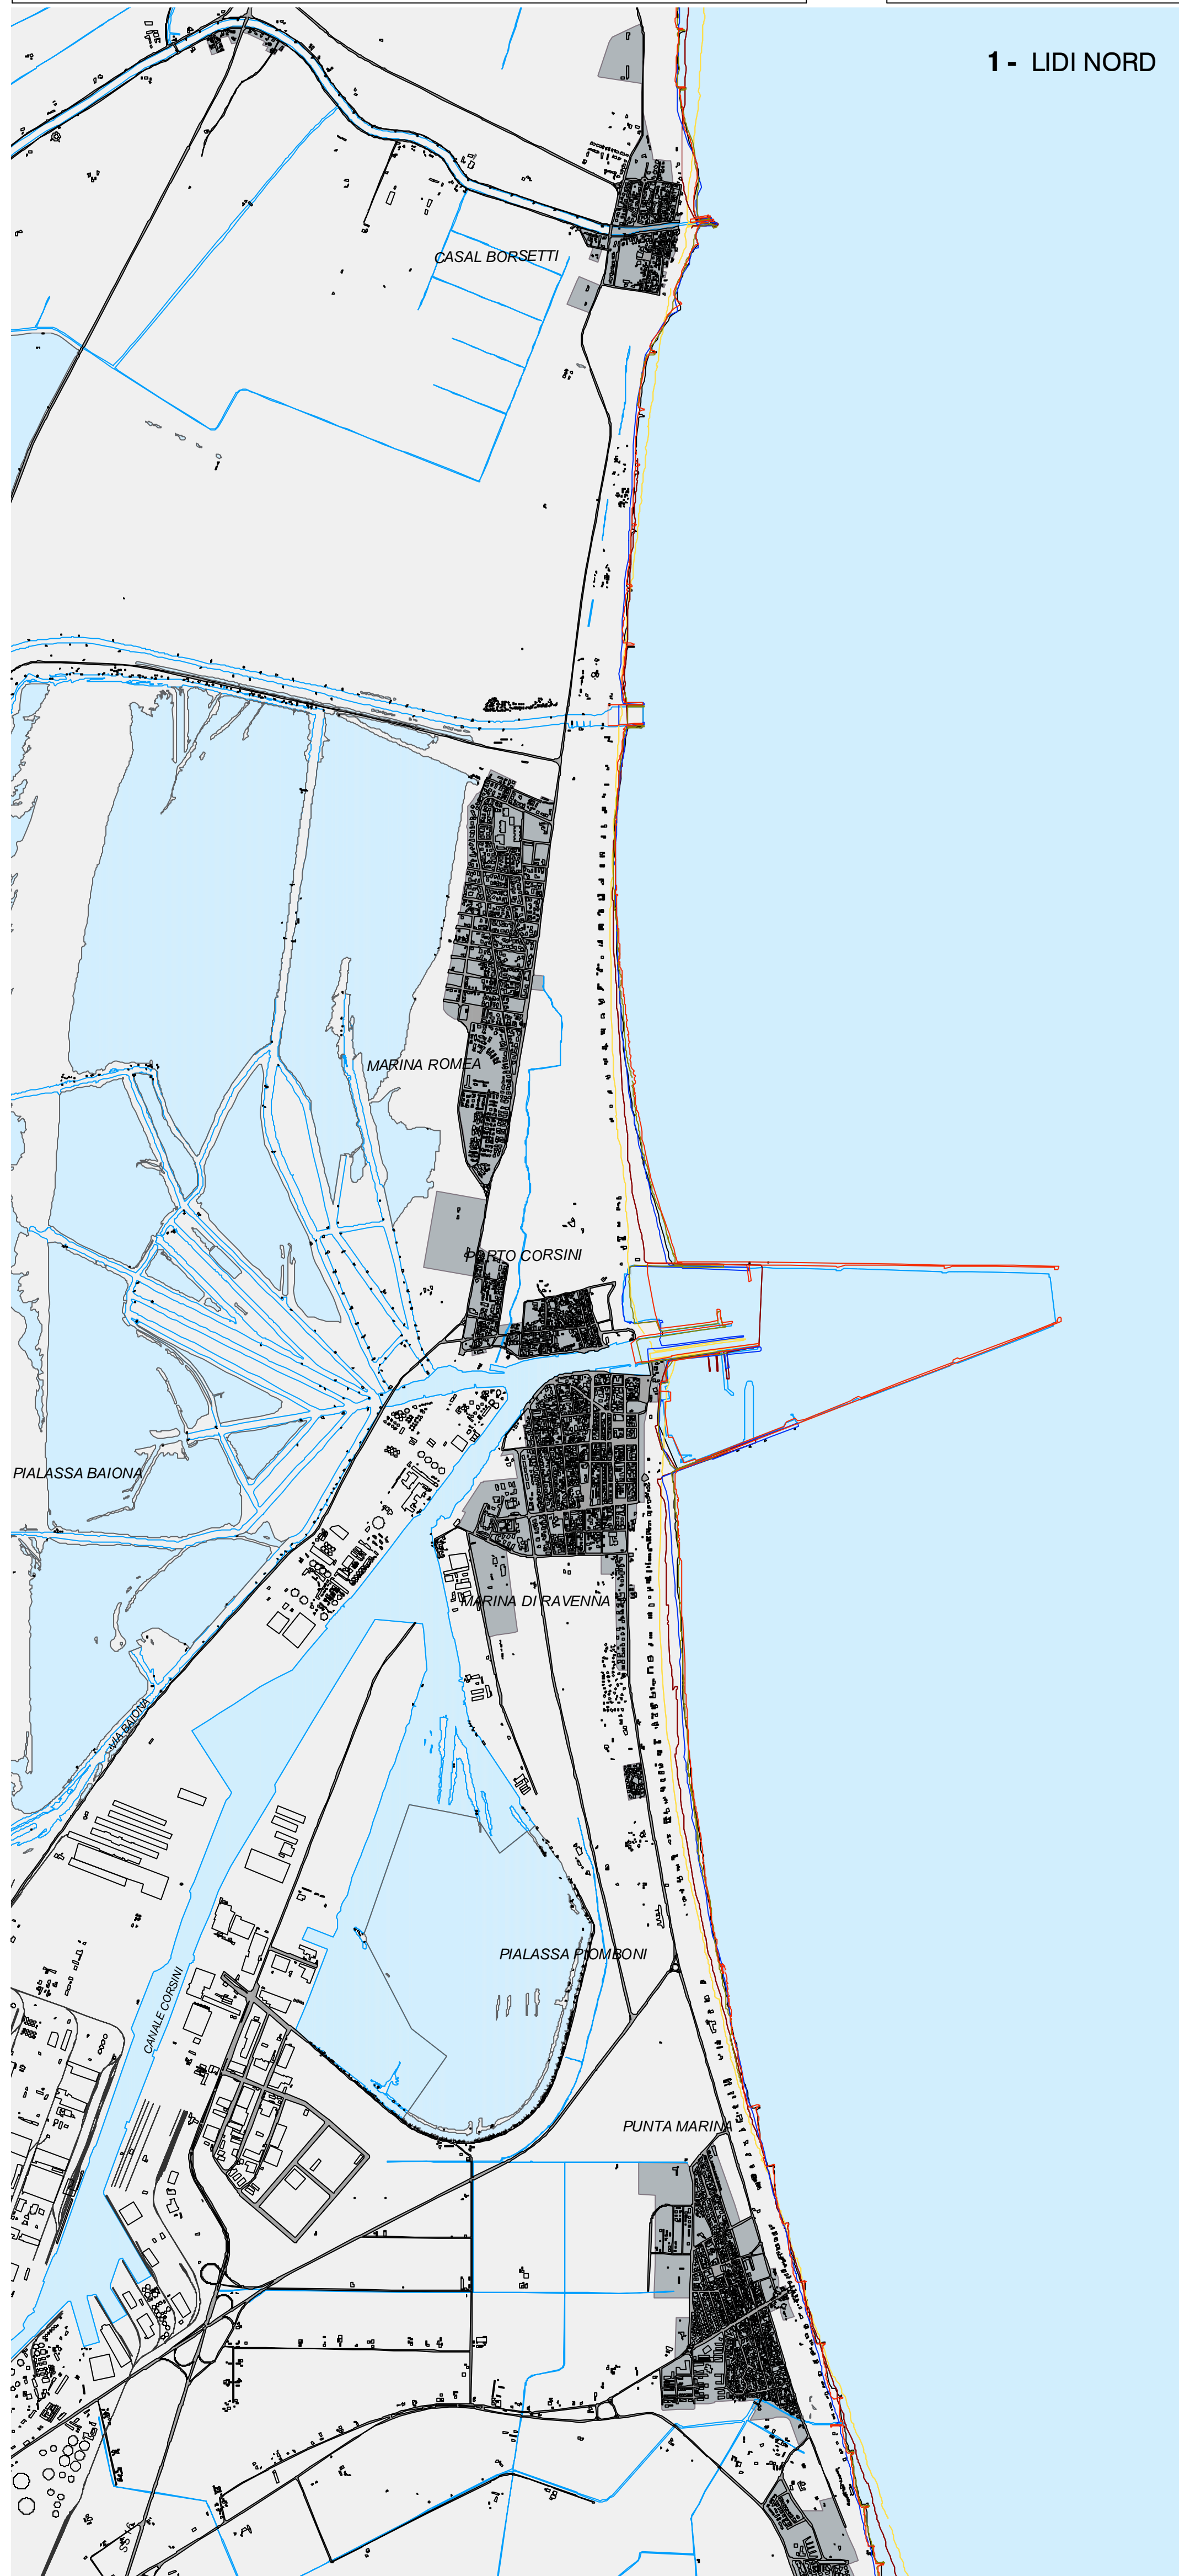 1 - LIDI NORD
CASAL BORSETTI
MARINA ROMEA
PORTO CORSINI
PIALASSA BAIONA
MARINA DI RAVENNA
VIA BAIONA
PIALASSA PIOMBONI
CANALE CORSINI
PUNTA MARINA